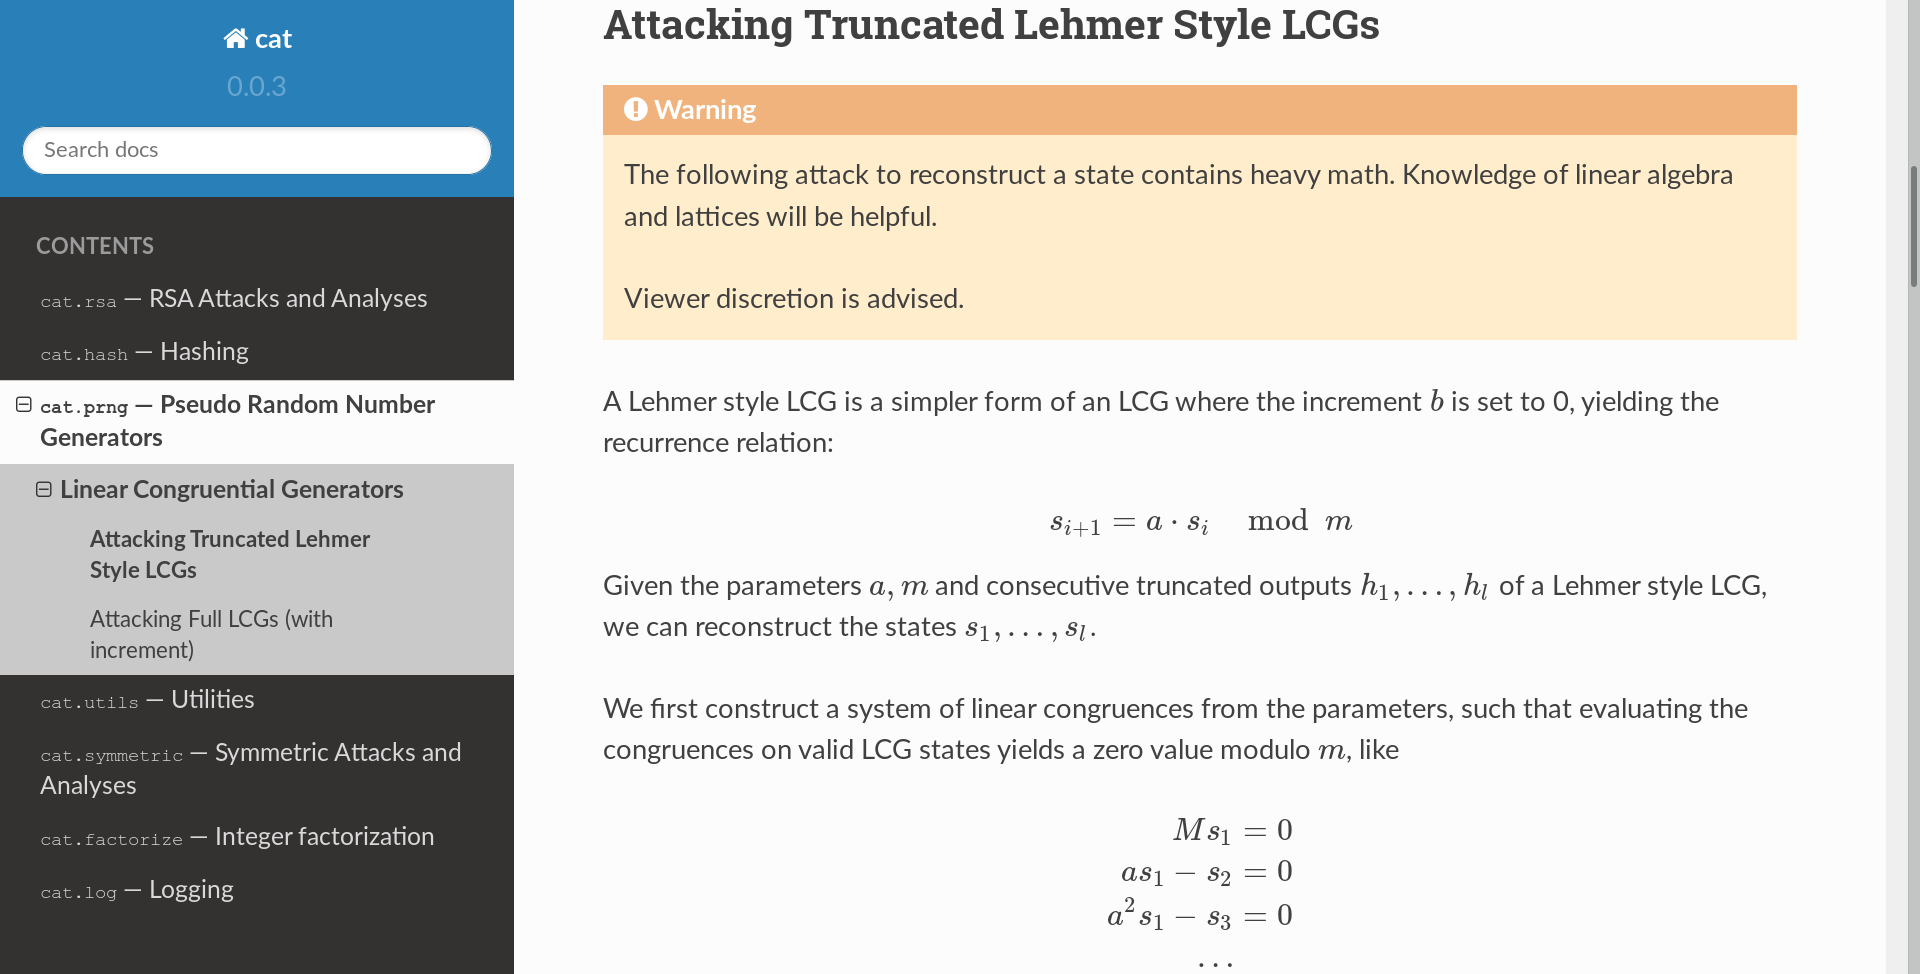 cat
0.0.3
Search docs
CONTENTS
cat.rsa — RSA Attacks and Analyses
cat.hash — Hashing
cat.prng — Pseudo Random Number
Generators
Linear Congruential Generators
Attacking Truncated Lehmer
Style LCGs
Attacking Full LCGs (with
increment)
cat.utils — Utilities
cat.symmetric — Symmetric Attacks and
Analyses
cat.factorize — Integer factorization
cat.log — Logging
Attacking Truncated Lehmer Style LCGs
Warning
The following attack to reconstruct a state contains heavy math. Knowledge of linear algebra
and lattices will be helpful.
Viewer discretion is advised.
A Lehmer style LCG is a simpler form of an LCG where the increment b is set to 0, yielding the
recurrence relation:
s_{i+1} = a · s_i mod m
Given the parameters a, m and consecutive truncated outputs h_1, ..., h_l of a Lehmer style LCG,
we can reconstruct the states s_1, ..., s_l.
We first construct a system of linear congruences from the parameters, such that evaluating the
congruences on valid LCG states yields a zero value modulo m, like
Ms_1 = 0
as_1 − s_2 = 0
a^2 s_1 − s_3 = 0
...